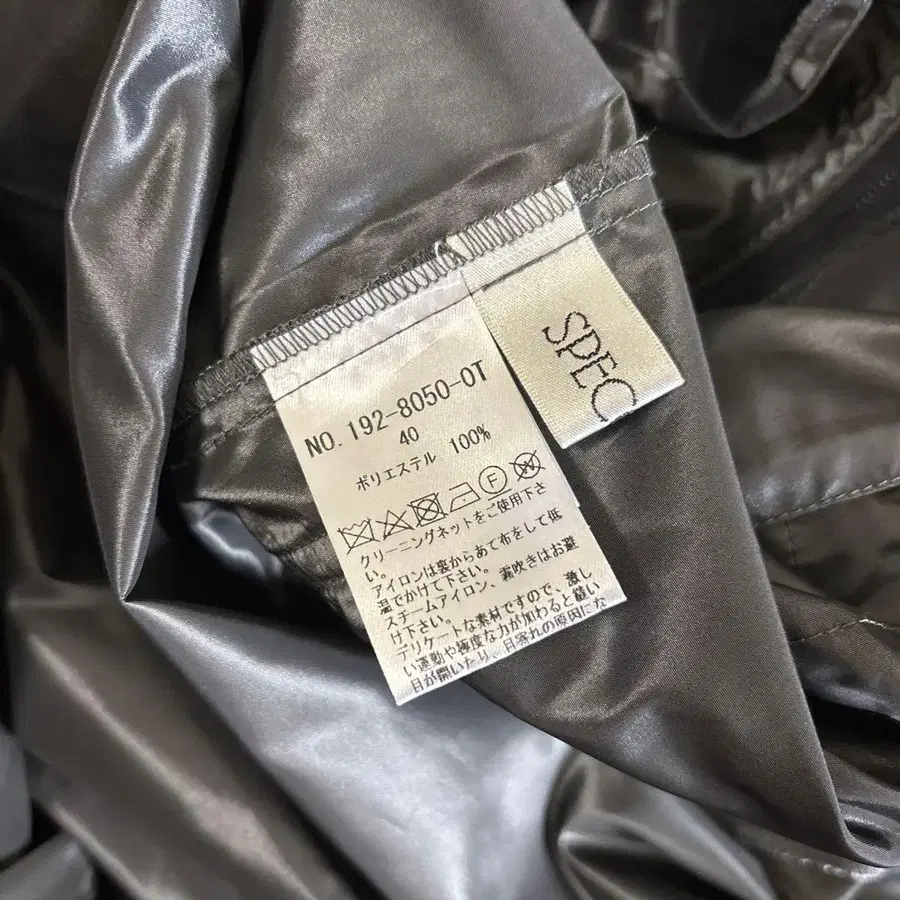 NO. 192-8050-0T
40
ポリエステル 100%
クリーニングネットをご使用下さ
い。
アイロンは裏からあて布をして低
温でかけて下さい。
スチームアイロン、霧吹きはお避
け下さい。
デリケートな素材ですので、激し
い運動や極度な力が加わると縫い
目が開いたり、目寄れの原因にな
SPEC